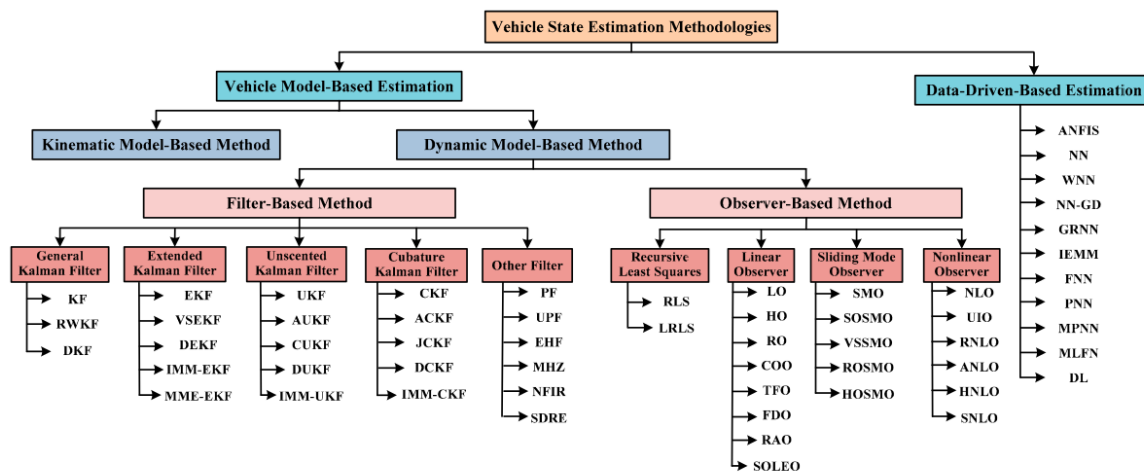 Vehicle State Estimation Methodologies
Vehicle Model-Based Estimation
Data-Driven-Based Estimation
Kinematic Model-Based Method
Dynamic Model-Based Method
Filter-Based Method
Observer-Based Method
General
Kalman Filter
KF
RWKF
DKF
Extended
Kalman Filter
EKF
VSEKF
DEKF
IMM-EKF
MME-EKF
Unscented
Kalman Filter
UKF
AUKF
CUKF
DUKF
IMM-UKF
Cubature
Kalman Filter
CKF
ACKF
JCKF
DCKF
IMM-CKF
Other Filter
PF
UPF
EHF
MHZ
NFIR
SDRE
Recursive
Least Squares
RLS
LRLS
Linear
Observer
LO
HO
RO
COO
TFO
FDO
RAO
SOLEO
Sliding Mode
Observer
SMO
SOSMO
VSSMO
ROSMO
HOSMO
Nonlinear
Observer
NLO
UIO
RNLO
ANLO
HNLO
SNLO
ANFIS
NN
WNN
NN-GD
GRNN
IEMM
FNN
PNN
MPNN
MLFN
DL